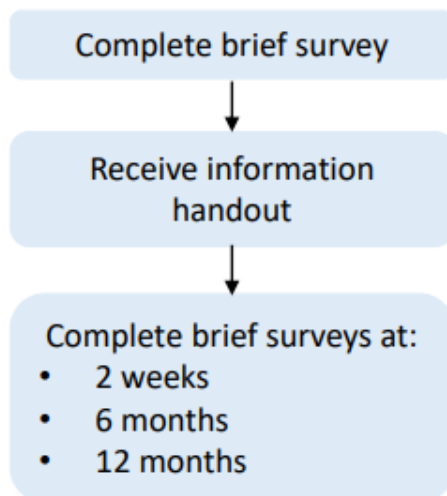 Complete brief survey
Receive information
handout
Complete brief surveys at:
• 2 weeks
• 6 months
• 12 months